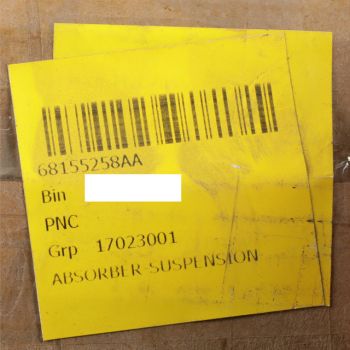 68155258AA
Bin
PNC
Grp 17023001
ABSORBER-SUSPENSION